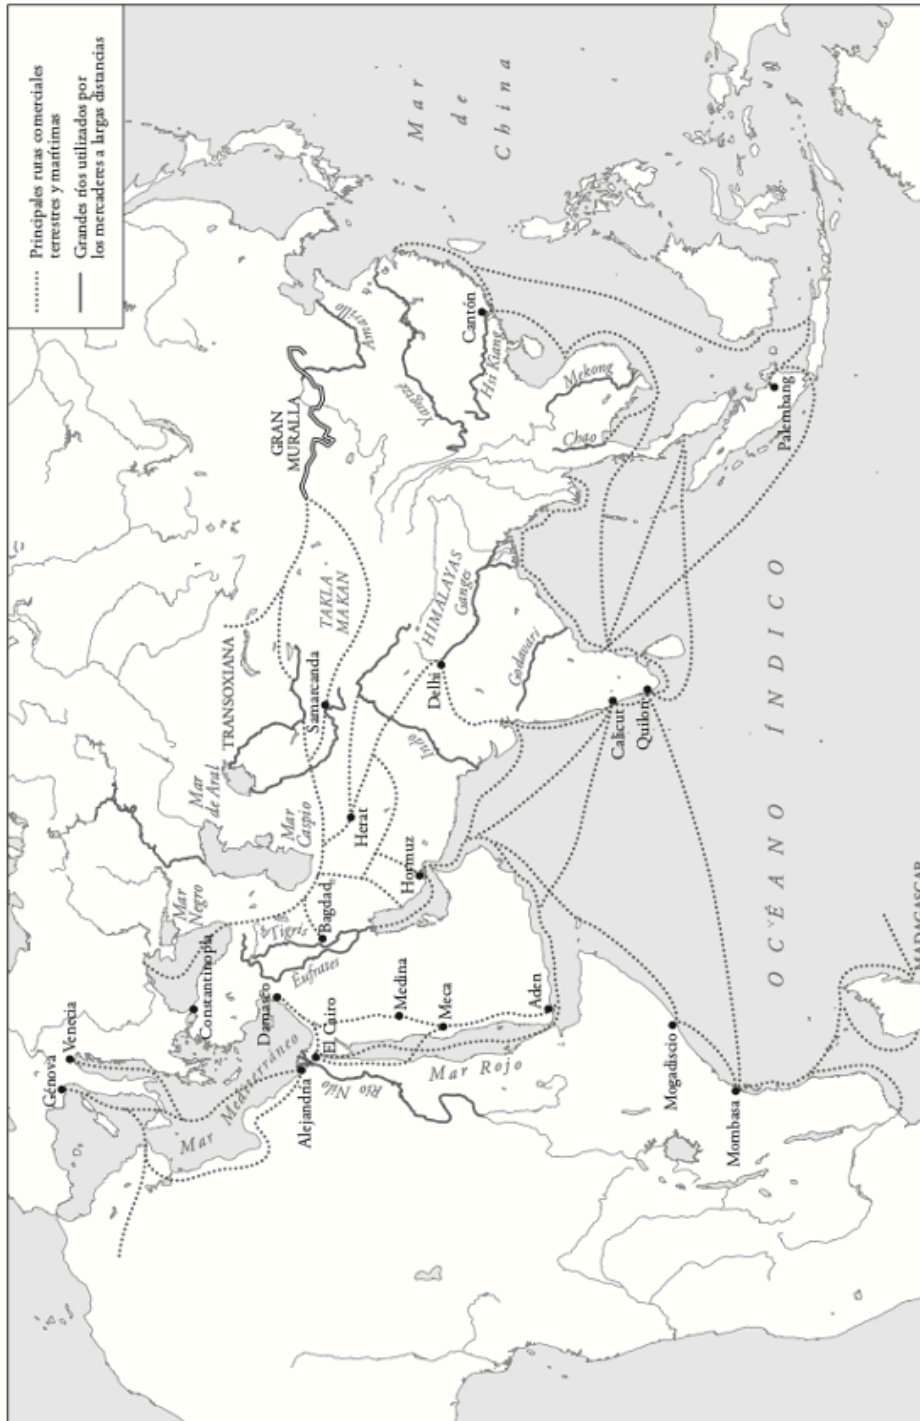 Principales rutas comerciales
terrestres y marítimas
Grandes ríos utilizados por
los mercaderes a largas distancias
Génova
Venecia
Constantinopla
Mar
Negro
Mar
de Aral
Mar
Caspio
TRANSOXIANA
Samarcanda
TAKLA
MAKAN
GRAN
MURALLA
Amarillo
Yangzé
Hsi Kiang
Cantón
Mar
de
China
Mar Mediterráneo
Damasco
Alejandría
El Cairo
Río Nilo
Tigris
Éufrates
Bagdad
Herat
Hormuz
Medina
Meca
Mar Rojo
Aden
Indo
Delhi
HIMALAYAS
Ganges
Godavari
Calicut
Quilon
Chao
Mekong
Palembang
Mogadiscio
Mombasa
OCÉANO ÍNDICO
MADAGASCAR